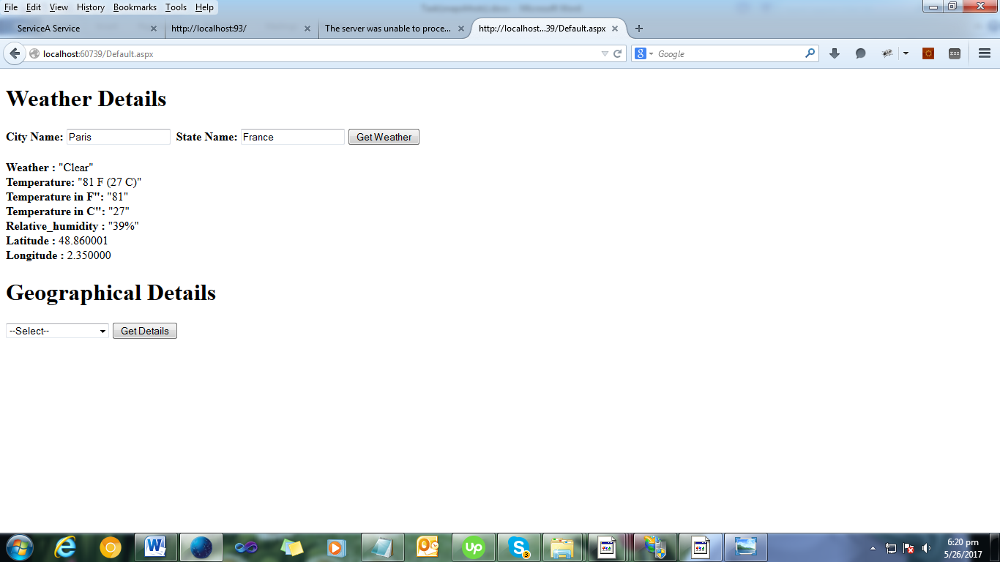 File Edit View History Bookmarks Tools Help
ServiceA Service
http://localhost:93/
The server was unable to proce...
http://localhost...39/Default.aspx
localhost:60739/Default.aspx
Google
Weather Details
City Name: Paris State Name: France Get Weather
Weather : "Clear"
Temperature: "81 F (27 C)"
Temperature in F": "81"
Temperature in C": "27"
Relative_humidity : "39%"
Latitude : 48.860001
Longitude : 2.350000
Geographical Details
--Select-- Get Details
6:20 pm
5/26/2017